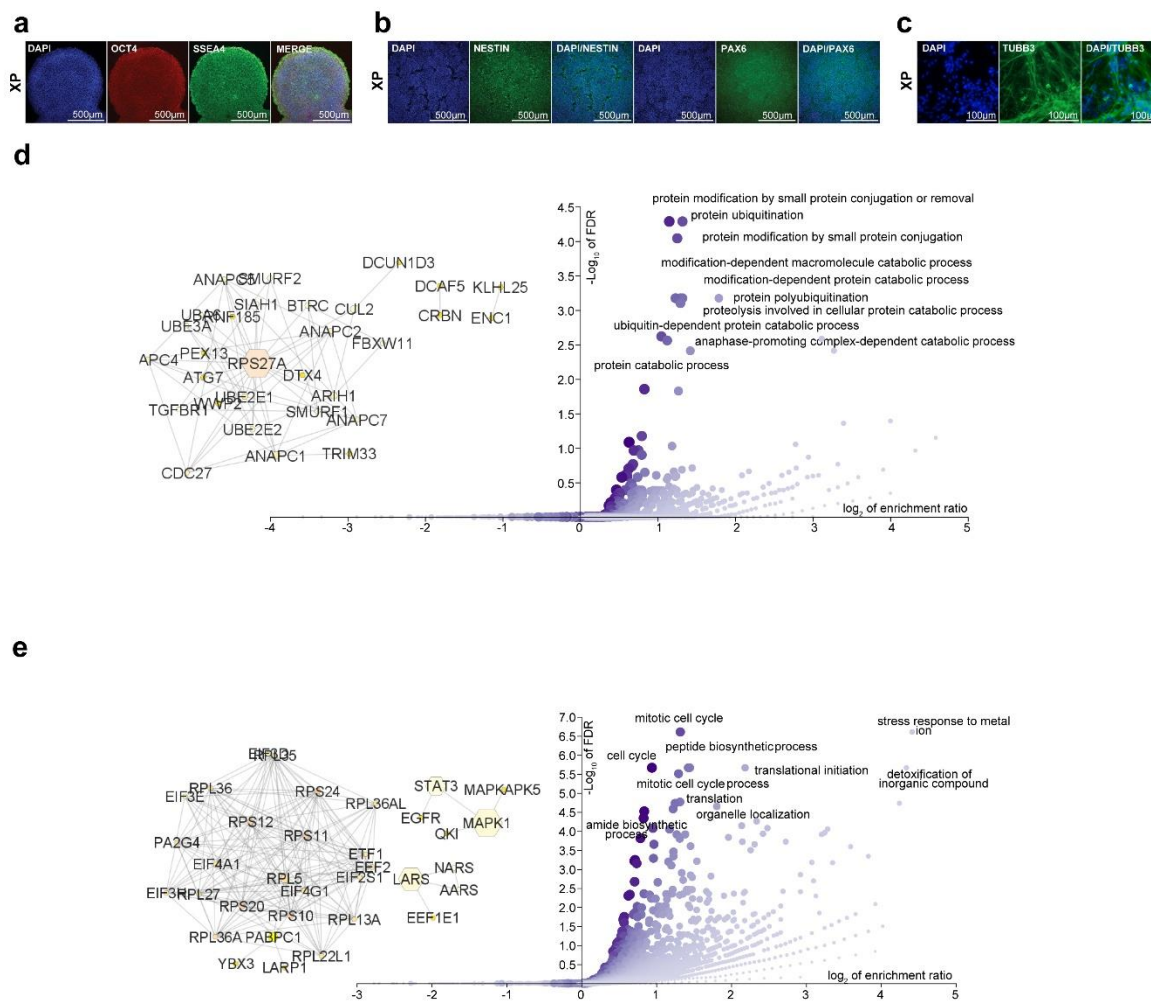 a
b
c
XP
DAPI
OCT4
SSEA4
MERGE
500µm
500µm
500µm
500µm
XP
DAPI
NESTIN
DAPI/NESTIN
DAPI
PAX6
DAPI/PAX6
500µm
500µm
500µm
500µm
500µm
500µm
XP
DAPI
TUBB3
DAPI/TUBB3
100µm
100µm
100µm
d
DCUN1D3
ANAPC5
SMURF2
DCAF5
KLHL25
SIAH1
BTRC
CUL2
UBA6
RNF185
CRBN
ENC1
UBE3A
ANAPC2
FBXW11
PEX13
APC4
RPS27A
ATG7
DTX4
UBE2E1
ARIH1
WWP2
TGFBR1
SMURF1
ANAPC7
UBE2E2
ANAPC1
TRIM33
CDC27
-Log10 of FDR
4.5
4.0
3.5
3.0
2.5
2.0
1.5
1.0
0.5
protein modification by small protein conjugation or removal
protein ubiquitination
protein modification by small protein conjugation
modification-dependent macromolecule catabolic process
modification-dependent protein catabolic process
protein polyubiquitination
proteolysis involved in cellular protein catabolic process
ubiquitin-dependent protein catabolic process
anaphase-promoting complex-dependent catabolic process
protein catabolic process
log2 of enrichment ratio
-4 -3 -2 -1 0 1 2 3 4 5
e
EIF3D
RPL35
RPL36
STAT3
MAPKAPK5
EIF3E
RPS24
RPL36AL
EGFR
MAPK1
RPS12
RPS11
QKI
PA2G4
ETF1
EIF4A1
EEF2
NARS
RPL5
EIF2S1
LARS
AARS
RPL27
EIF4G1
RPS20
RPS10
RPL13A
EEF1E1
RPL36A
PABPC1
RPL22L1
YBX3
LARP1
-Log10 of FDR
7.0
6.5
6.0
5.5
5.0
4.5
4.0
3.5
3.0
2.5
2.0
1.5
1.0
0.5
mitotic cell cycle
stress response to metal
ion
peptide biosynthetic process
cell cycle
translational initiation
detoxification of
inorganic compound
mitotic cell cycle process
translation
organelle localization
amide biosynthetic
process
log2 of enrichment ratio
-3 -2 -1 0 1 2 3 4 5